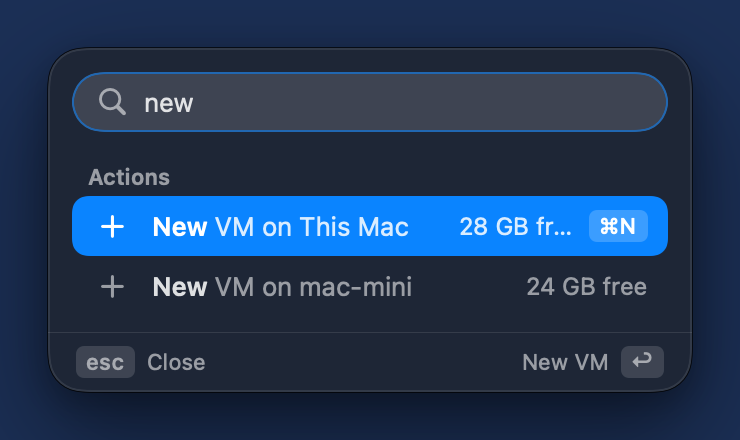 new
Actions
New VM on This Mac 28 GB fr... ⌘N
New VM on mac-mini 24 GB free
esc Close New VM